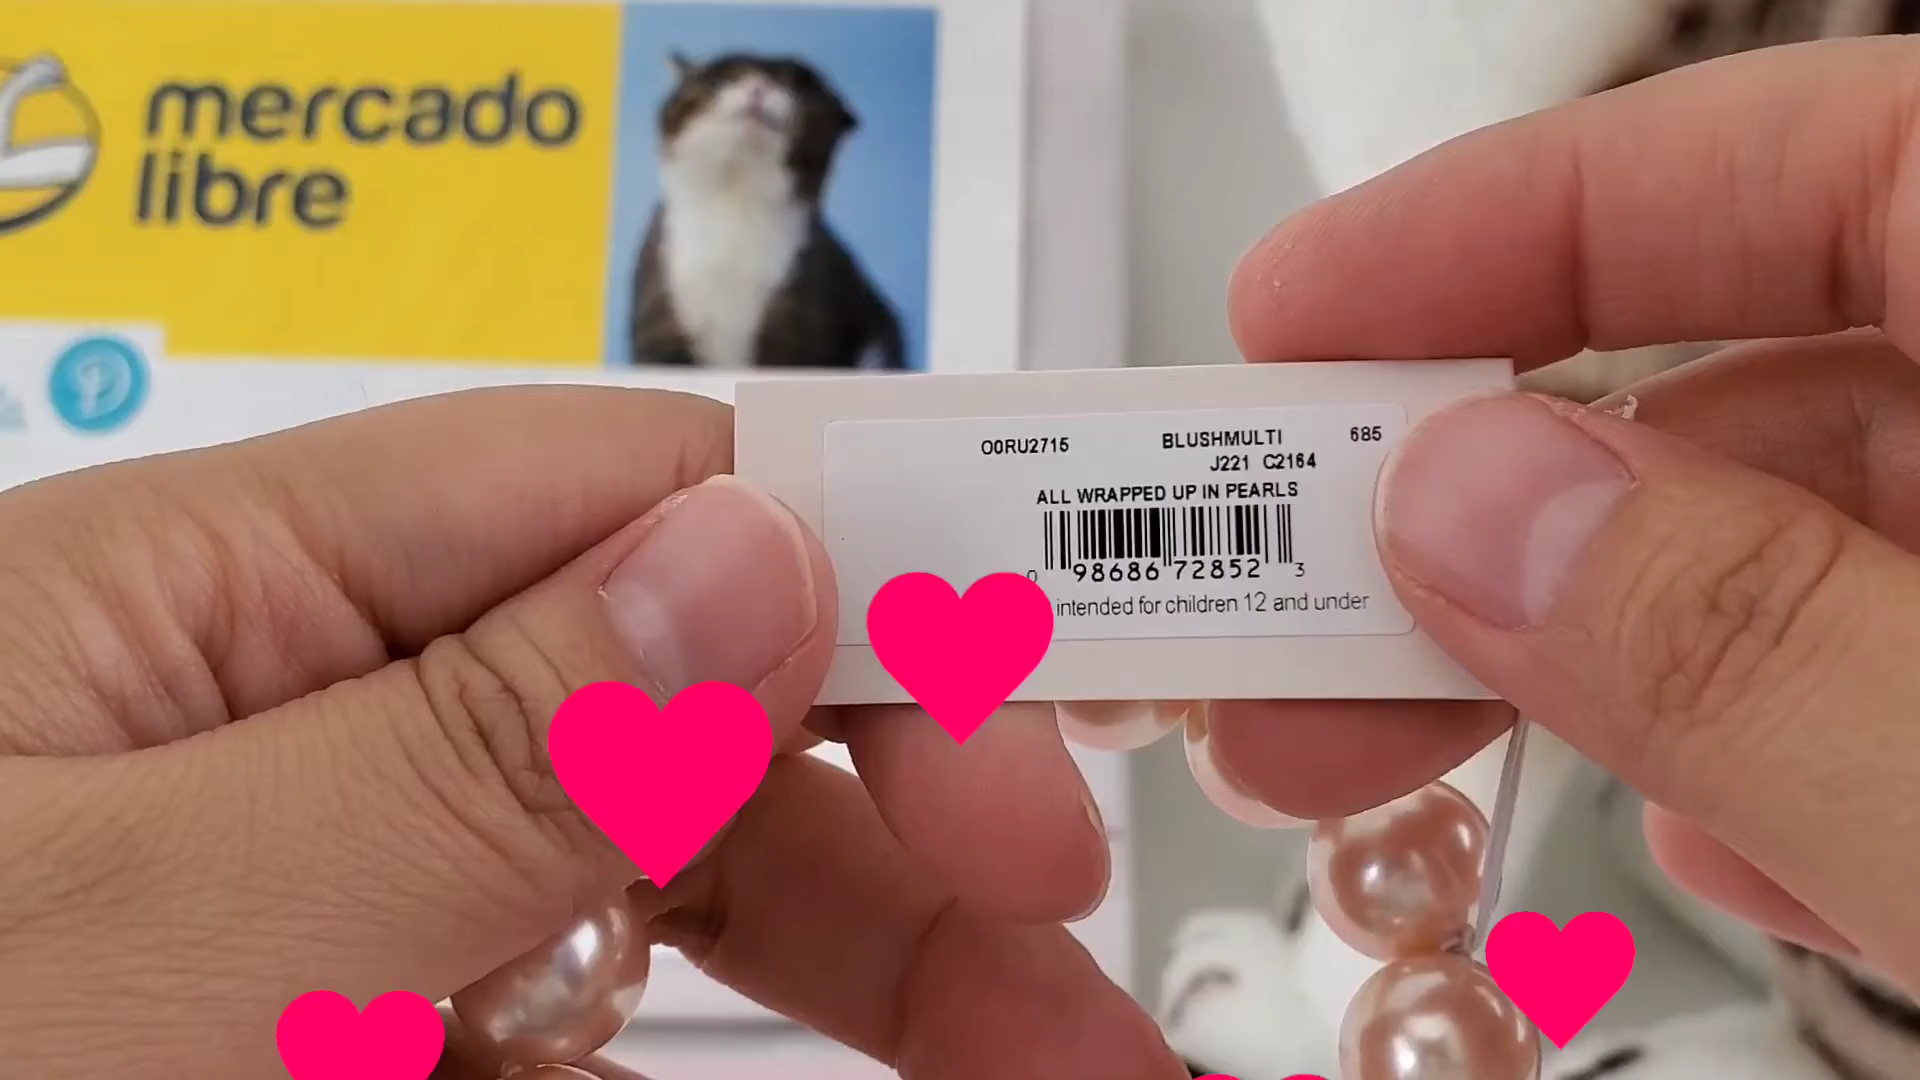 mercado
libre
O0RU2715 BLUSHMULTI 685
J221 C2164
ALL WRAPPED UP IN PEARLS
0 98686 72852 3
intended for children 12 and under